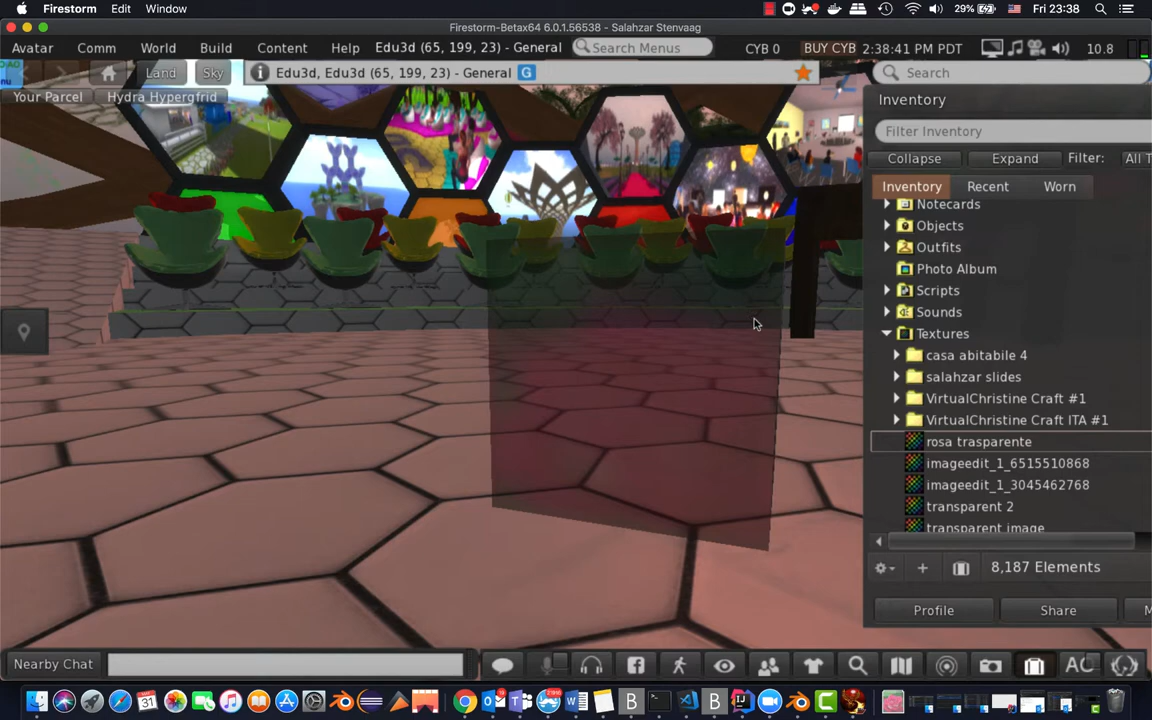 Firestorm Edit Window 29% Fri 23:38
Firestorm-Betax64 6.0.1.56538 - Salahzar Stenvaag
Avatar Comm World Build Content Help Edu3d (65, 199, 23) - General Search Menus CYB 0 BUY CYB 2:38:41 PM PDT 10.8
Land Sky Edu3d, Edu3d (65, 199, 23) - General G Search
Your Parcel Hydra Hypergfrid
Inventory
Filter Inventory
Collapse Expand Filter: All T
Inventory Recent Worn
Notecards
Objects
Outfits
Photo Album
Scripts
Sounds
Textures
casa abitabile 4
salahzar slides
VirtualChristine Craft #1
VirtualChristine Craft ITA #1
rosa trasparente
imageedit_1_6515510868
imageedit_1_3045462768
transparent 2
transparent image
8,187 Elements
Profile Share M
Nearby Chat AO